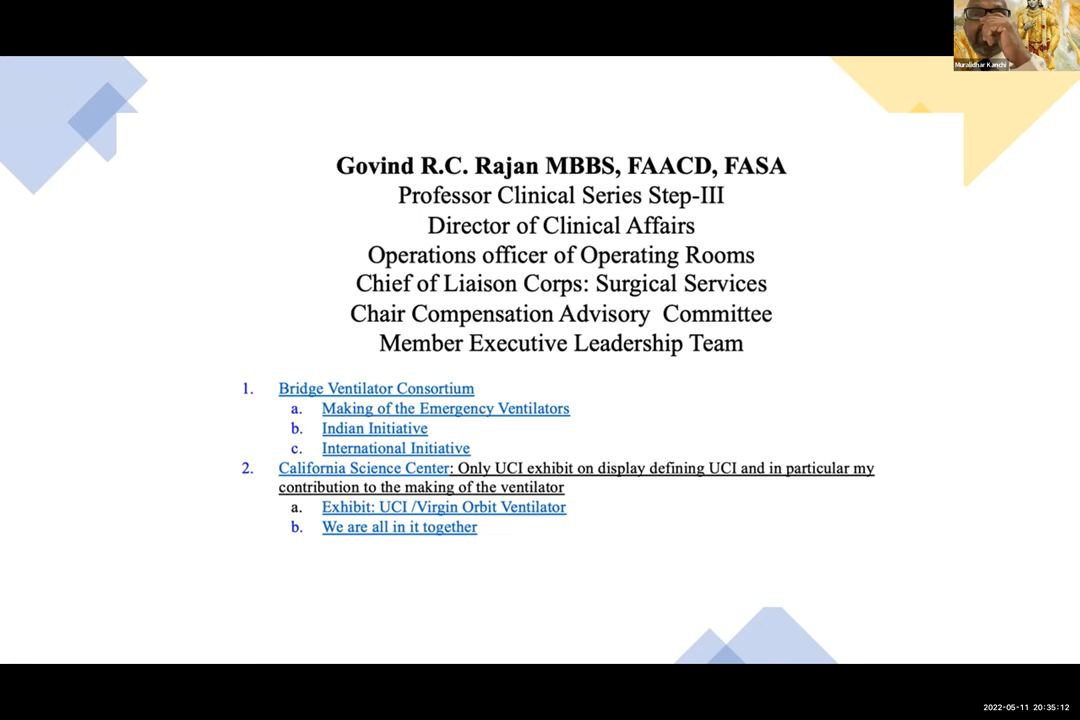 Muralidhar Kanchi
Govind R.C. Rajan MBBS, FAACD, FASA
Professor Clinical Series Step-III
Director of Clinical Affairs
Operations officer of Operating Rooms
Chief of Liaison Corps: Surgical Services
Chair Compensation Advisory Committee
Member Executive Leadership Team
1. Bridge Ventilator Consortium
a. Making of the Emergency Ventilators
b. Indian Initiative
c. International Initiative
2. California Science Center: Only UCI exhibit on display defining UCI and in particular my
contribution to the making of the ventilator
a. Exhibit: UCI /Virgin Orbit Ventilator
b. We are all in it together
2022-05-11 20:35:12